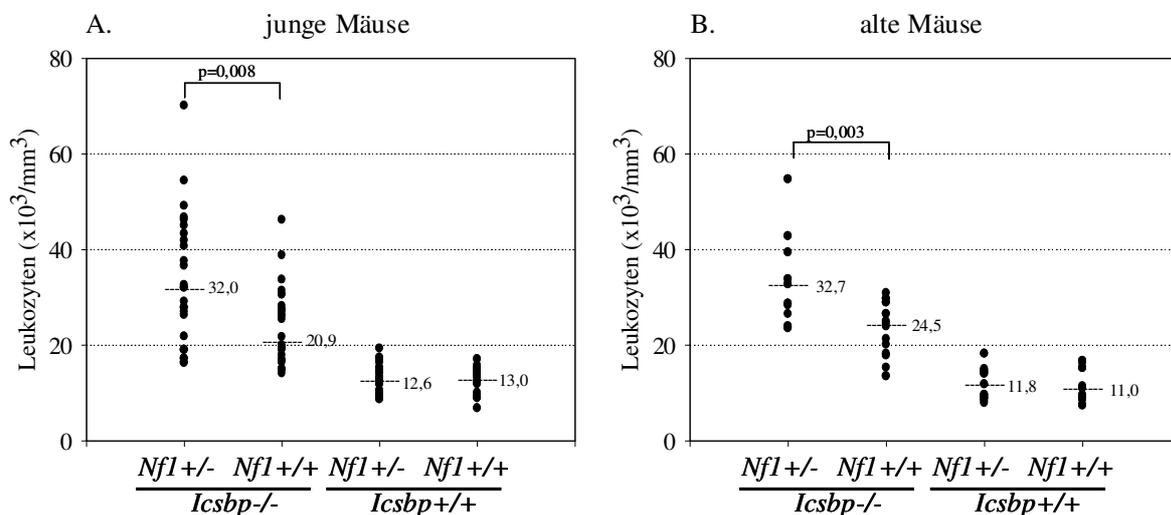 A. junge Mäuse
Leukozyten (x10³/mm³)
80
60
40
20
0
p=0,008
32,0
20,9
12,6
13,0
Nf1+/- Nf1+/+ Nf1+/- Nf1+/+
Icsbp-/- Icsbp+/+
B. alte Mäuse
Leukozyten (x10³/mm³)
80
60
40
20
0
p=0,003
32,7
24,5
11,8
11,0
Nf1+/- Nf1+/+ Nf1+/- Nf1+/+
Icsbp-/- Icsbp+/+